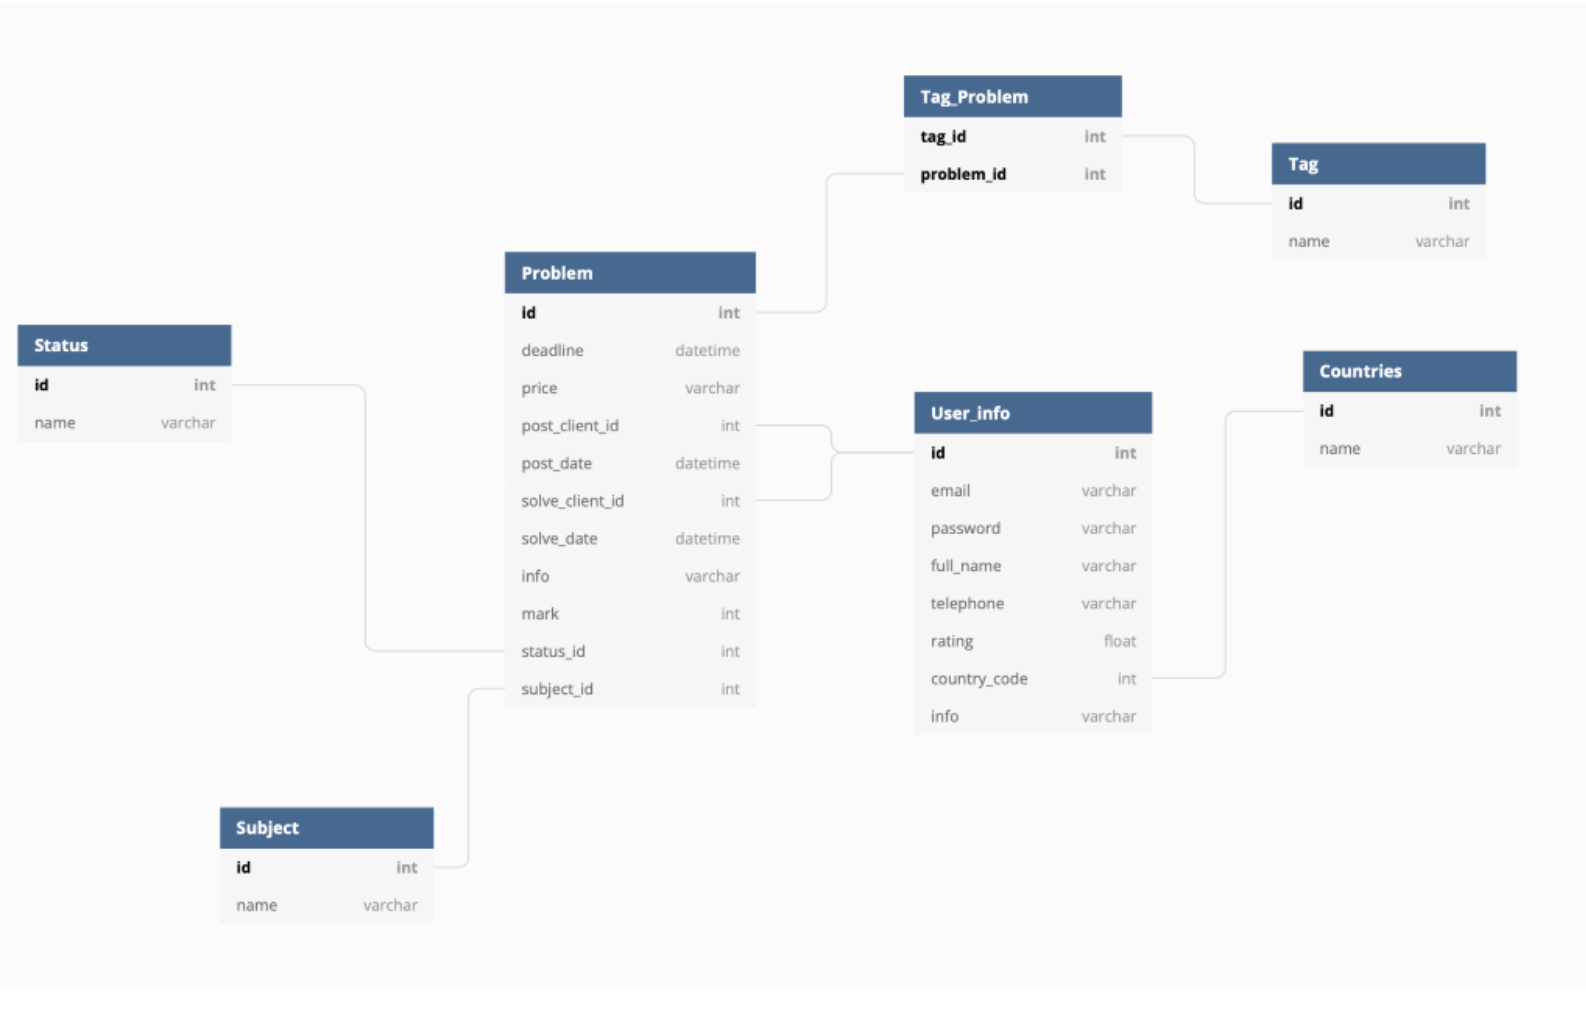 Tag_Problem
tag_id int
problem_id int
Tag
id int
name varchar
Problem
id int
deadline datetime
price varchar
post_client_id int
post_date datetime
solve_client_id int
solve_date datetime
info varchar
mark int
status_id int
subject_id int
Status
id int
name varchar
User_info
id int
email varchar
password varchar
full_name varchar
telephone varchar
rating float
country_code int
info varchar
Countries
id int
name varchar
Subject
id int
name varchar